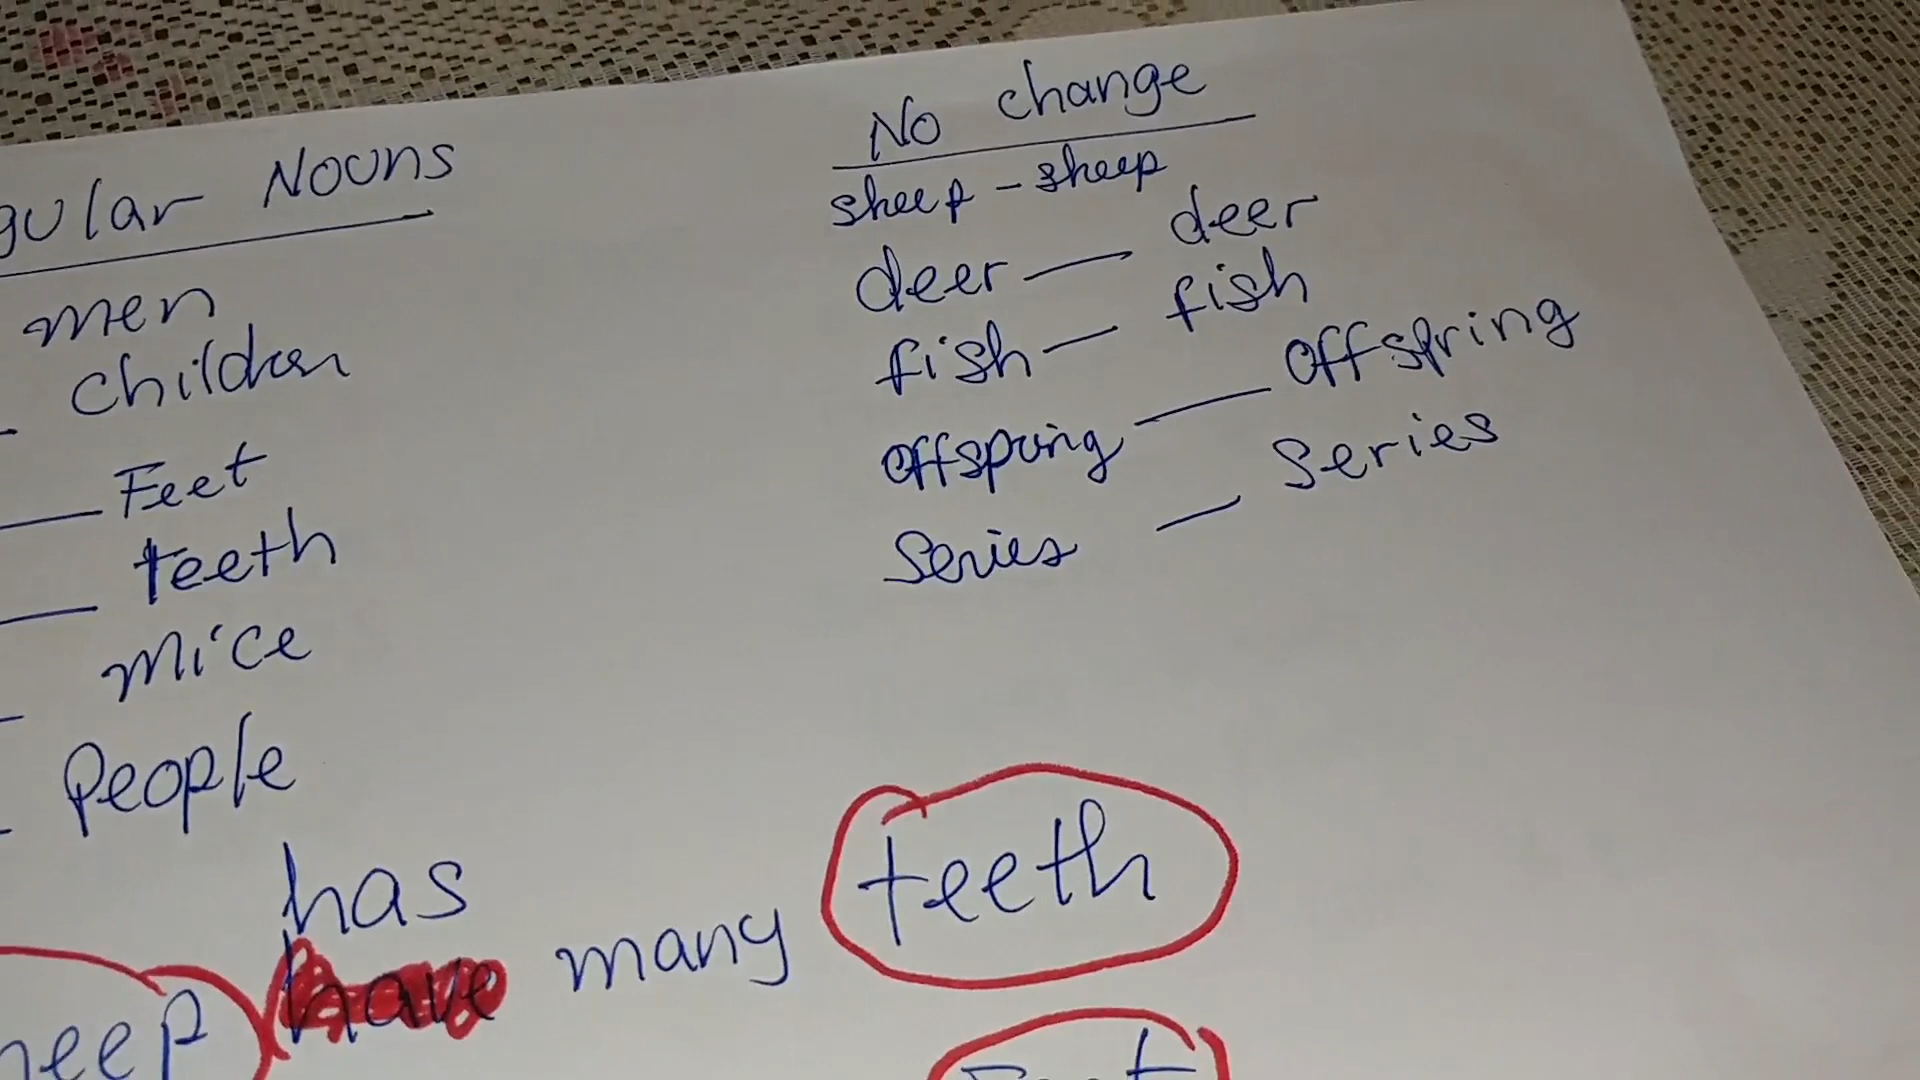 gular Nouns
men
children
Feet
teeth
mice
People
No change
sheep - sheep
deer — deer
fish — fish
offspring — offspring
Series — Series
has
heep have many teeth